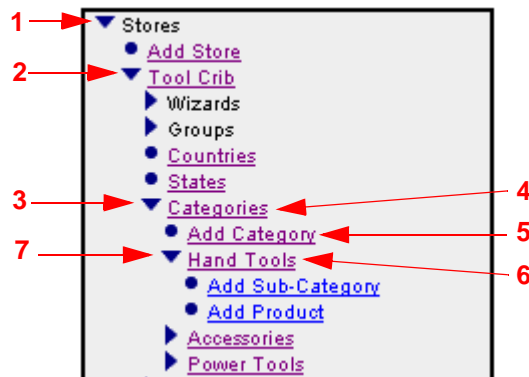 1 Stores
Add Store
2 Tool Crib
Wizards
Groups
Countries
States
3 Categories 4
Add Category 5
7 Hand Tools 6
Add Sub-Category
Add Product
Accessories
Power Tools